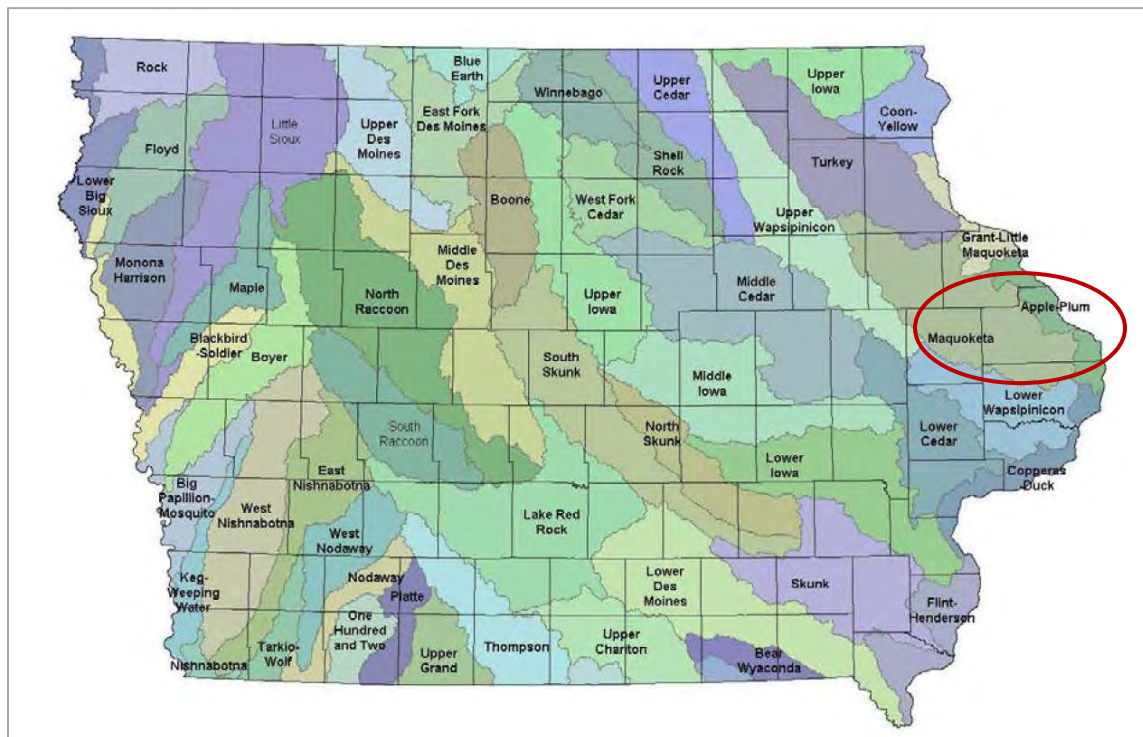 Rock
Little
Sioux
Upper
Des
Moines
Blue
Earth
East Fork
Des Moines
Winnebago
Upper
Cedar
Upper
Iowa
Coon-
Yellow
Floyd
Lower
Big
Sioux
Boone
Shell
Rock
West Fork
Cedar
Turkey
Upper
Wapsipinicon
Grant-Little
Maquoketa
Monona
Harrison
Maple
North
Raccoon
Middle
Des
Moines
Upper
Iowa
Middle
Cedar
Apple-Plum
Maquoketa
Blackbird
-Soldier
Boyer
South
Skunk
Middle
Iowa
Lower
Wapsipinicon
South
Raccoon
North
Skunk
Lower
Cedar
Lower
Iowa
Copperas
-Duck
Big
Papillion-
Mosquito
West
Nishnabotna
East
Nishnabotna
West
Nodaway
Lake Red
Rock
Keg-
Weeping
Water
Nodaway
Platte
One
Hundred
and Two
Lower
Des
Moines
Skunk
Flint-
Henderson
Nishnabotna
Tarkio-
Wolf
Upper
Grand
Thompson
Upper
Chariton
Bear
Wyaconda